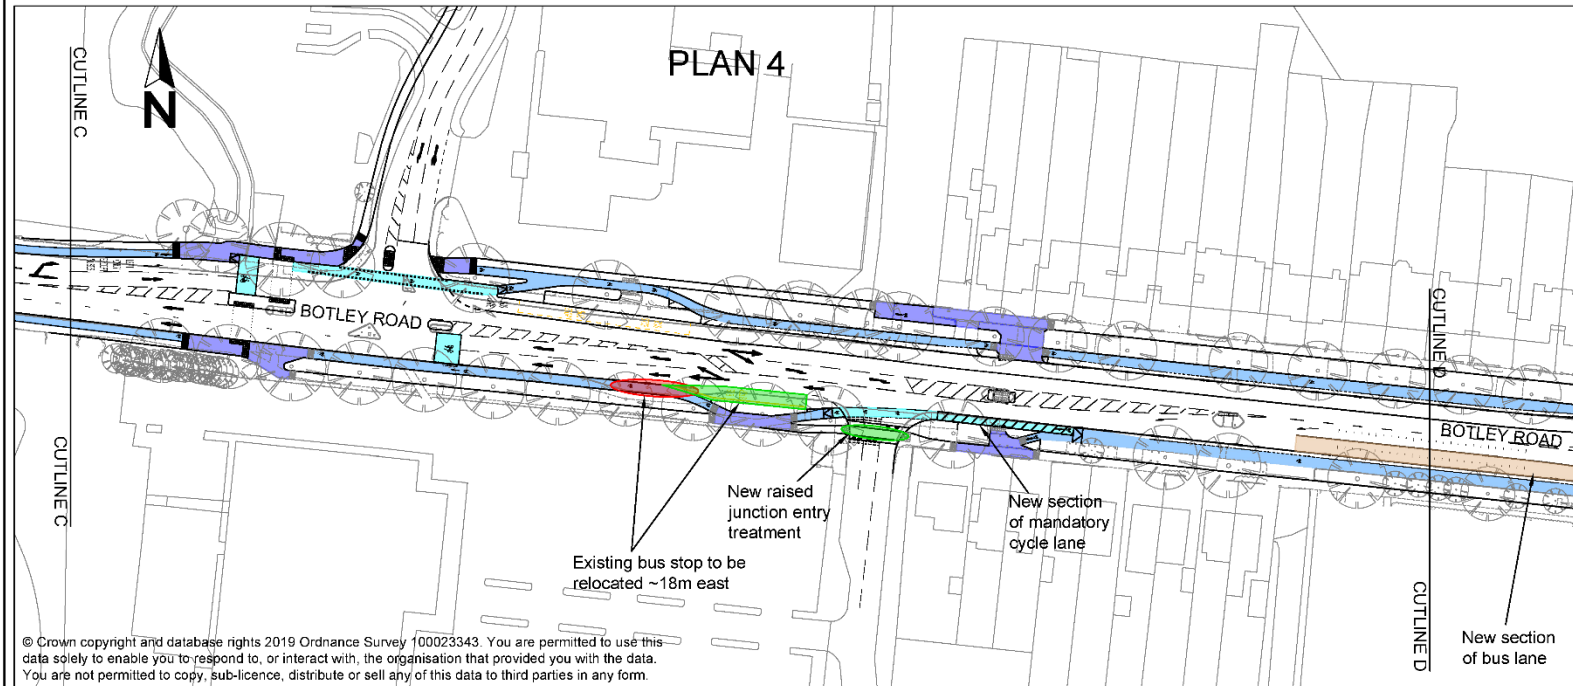 PLAN 4
CUTLINE C
N
CUTLINE C
BOTLEY ROAD
CUTLINE D
BOTLEY ROAD
CUTLINE D
New raised
junction entry
treatment
New section
of mandatory
cycle lane
Existing bus stop to be
relocated ~18m east
New section
of bus lane
© Crown copyright and database rights 2019 Ordnance Survey 100023343. You are permitted to use this
data solely to enable you to respond to, or interact with, the organisation that provided you with the data.
You are not permitted to copy, sub-licence, distribute or sell any of this data to third parties in any form.